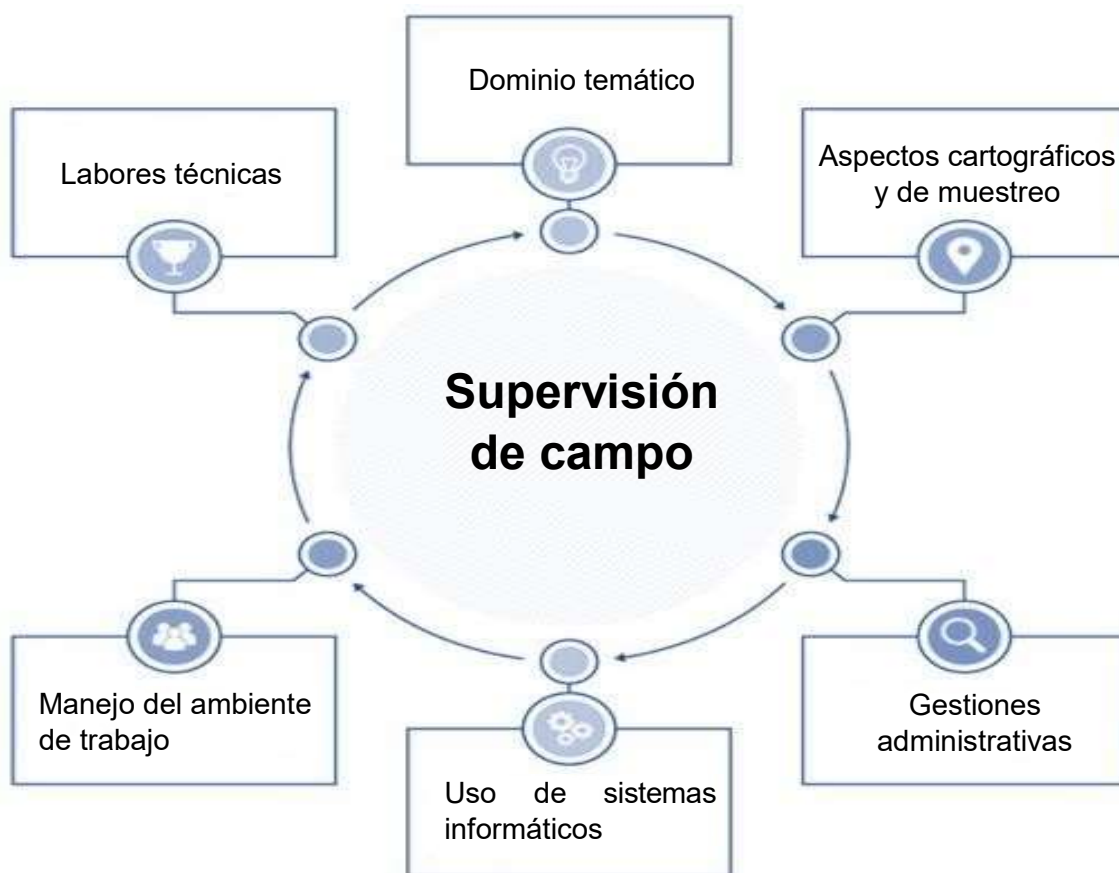 Dominio temático
Labores técnicas
Aspectos cartográficos
y de muestreo
Supervisión
de campo
Manejo del ambiente
de trabajo
Gestiones
administrativas
Uso de sistemas
informáticos